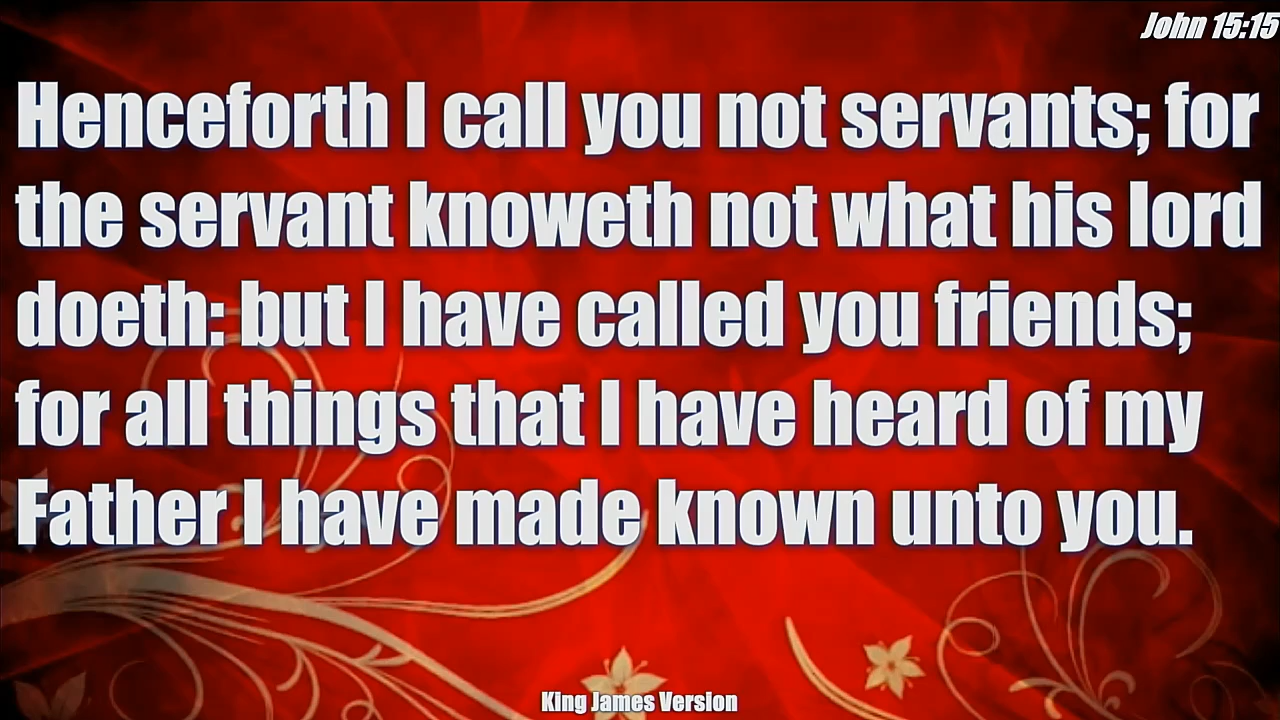 John 15:15
Henceforth I call you not servants; for
the servant knoweth not what his lord
doeth: but I have called you friends;
for all things that I have heard of my
Father I have made known unto you.
King James Version